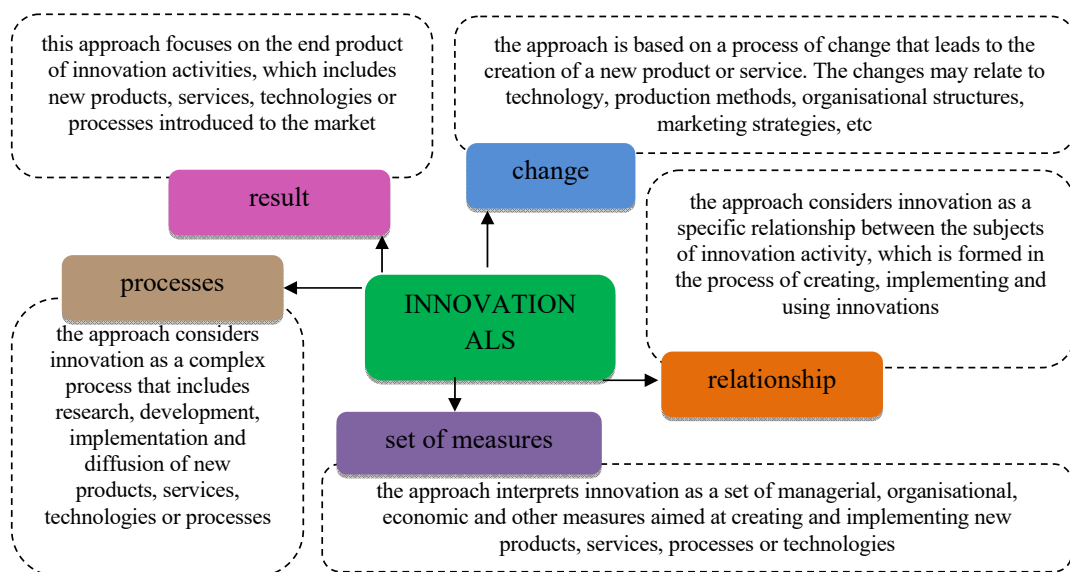 this approach focuses on the end product
of innovation activities, which includes
new products, services, technologies or
processes introduced to the market
the approach is based on a process of change that leads to the
creation of a new product or service. The changes may relate to
technology, production methods, organisational structures,
marketing strategies, etc
result
change
the approach considers innovation as a
specific relationship between the subjects
of innovation activity, which is formed in
the process of creating, implementing and
using innovations
processes
INNOVATION
ALS
the approach considers
innovation as a complex
process that includes
research, development,
implementation and
diffusion of new
products, services,
technologies or processes
relationship
set of measures
the approach interprets innovation as a set of managerial, organisational,
economic and other measures aimed at creating and implementing new
products, services, processes or technologies